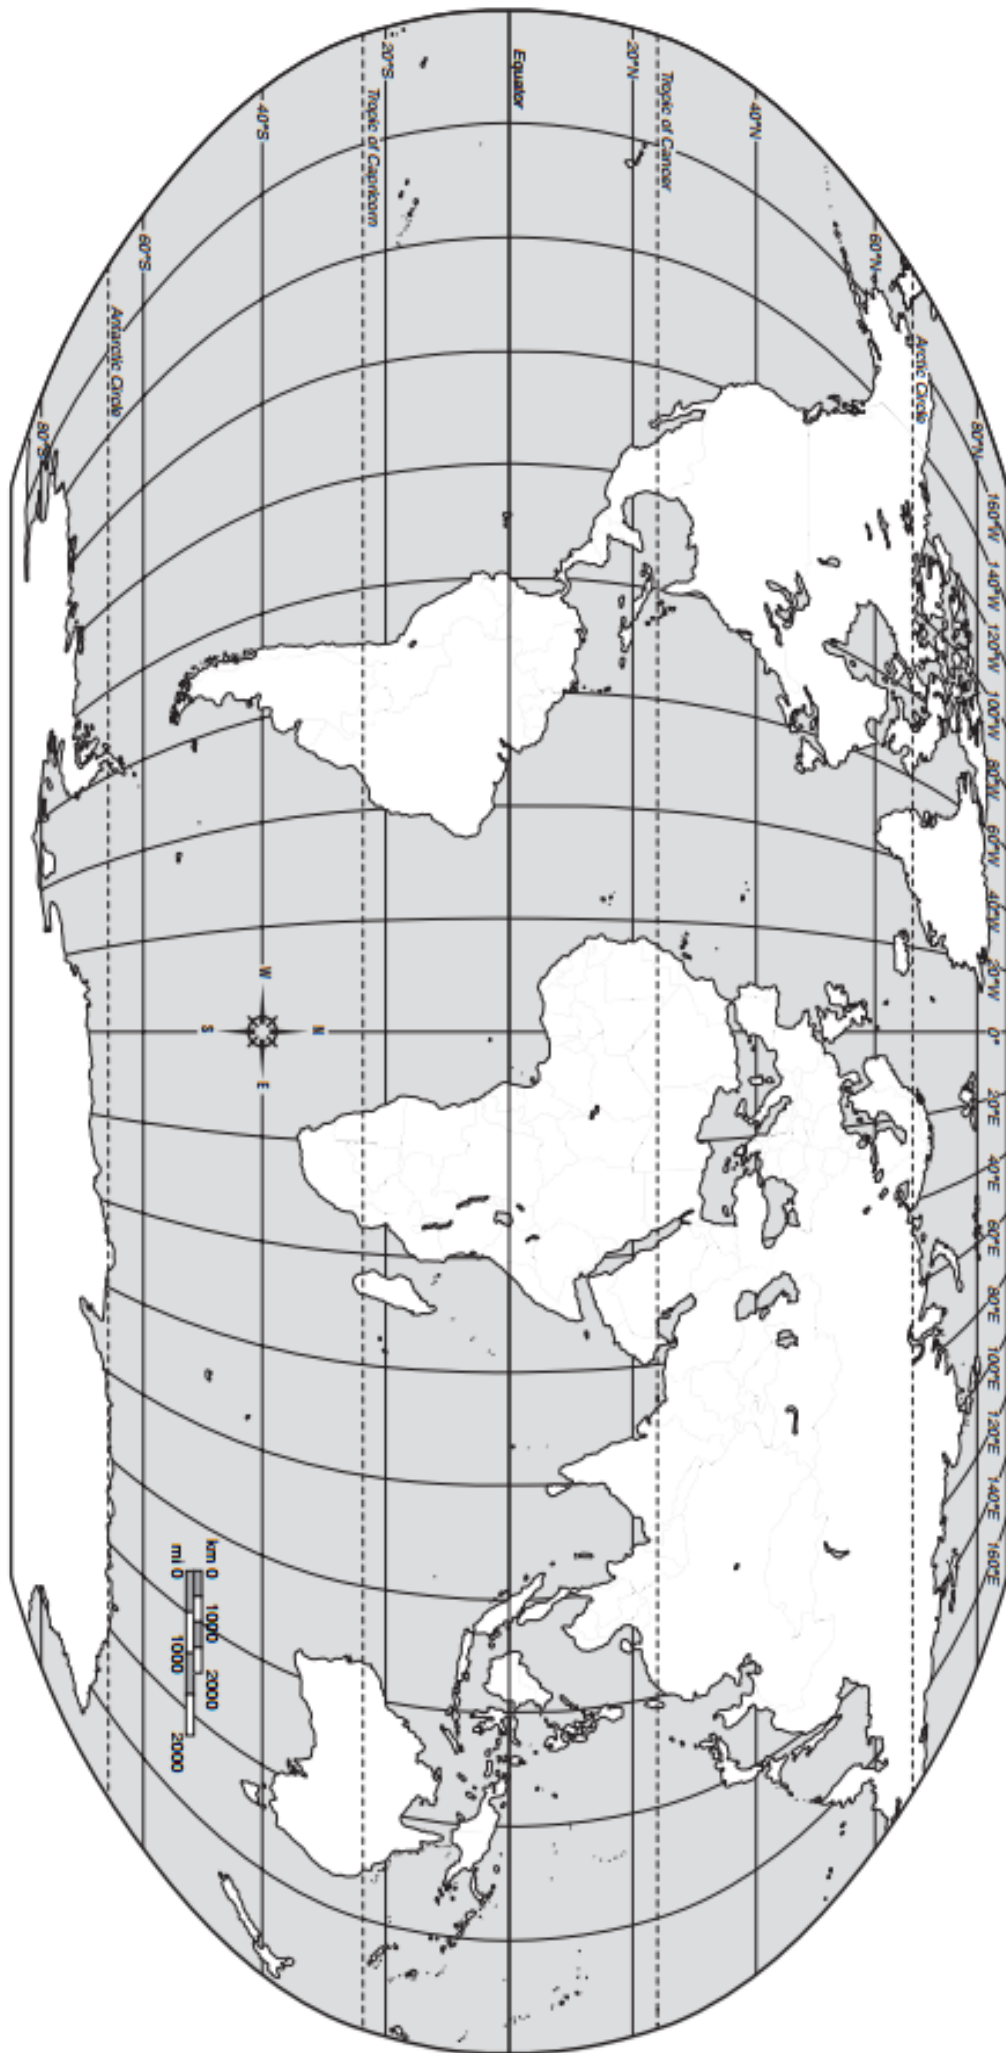 160°W
140°W
120°W
100°W
80°W
60°W
40°W
20°W
0°
20°E
40°E
60°E
80°E
100°E
120°E
140°E
160°E
80°N
Arctic Circle
60°N
40°N
Tropic of Cancer
20°N
Equator
20°S
Tropic of Capricorn
40°S
60°S
Antarctic Circle
80°S
N
W
E
S
km 0 1000 2000
mi 0 1000 2000